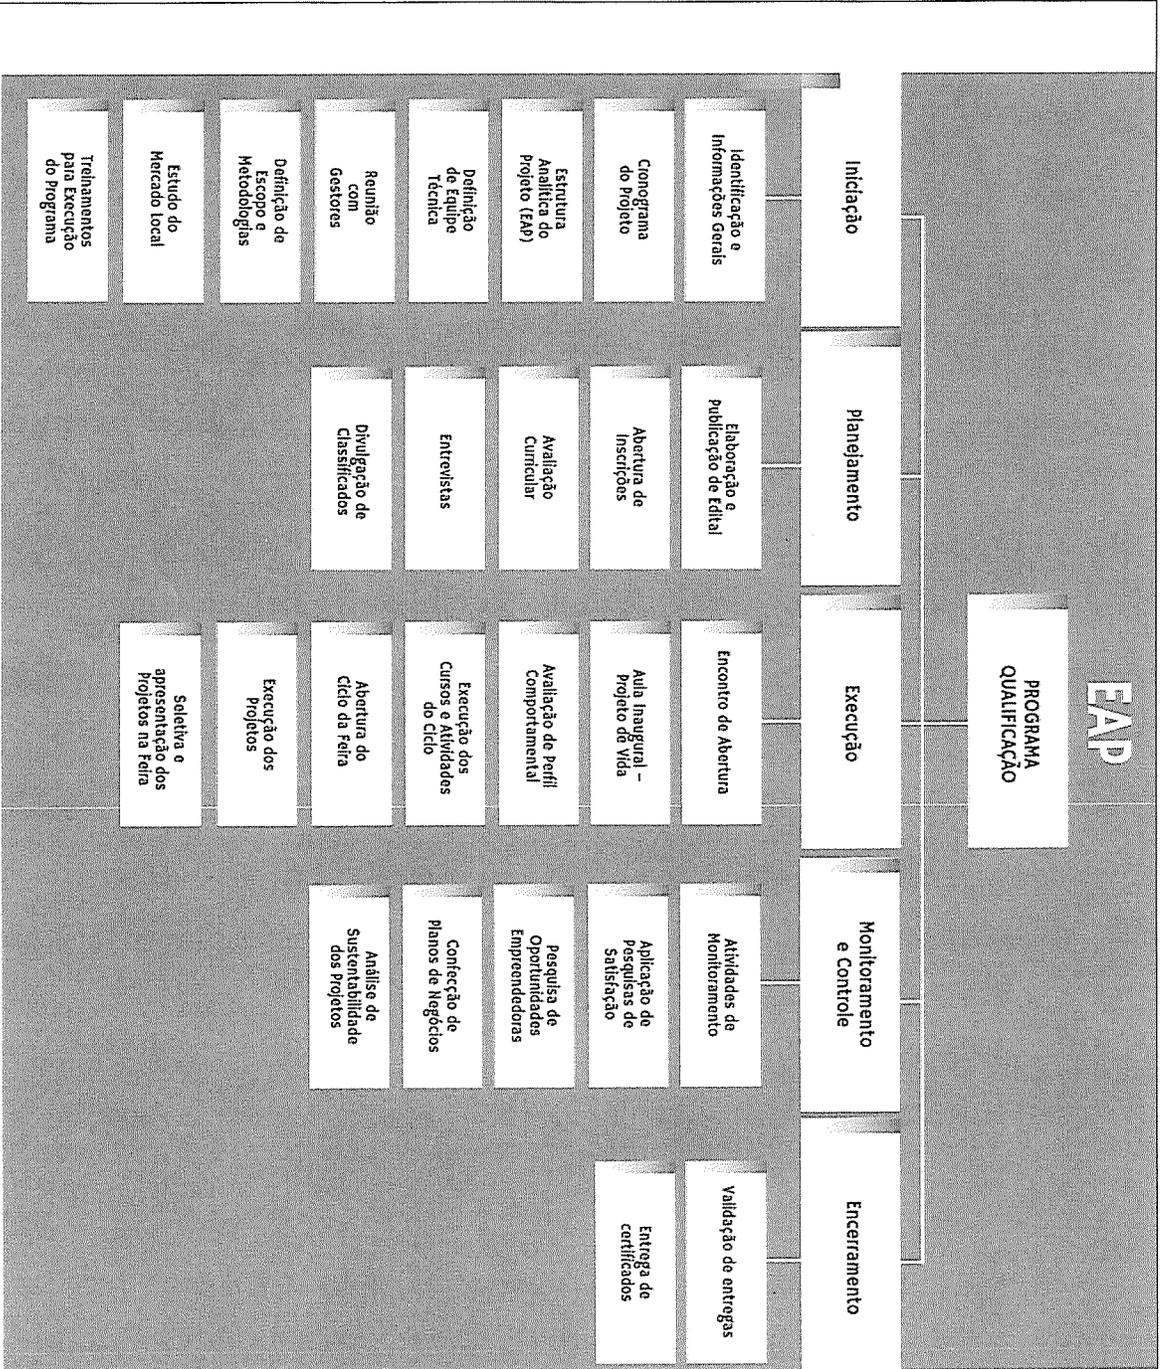 EAP
PROGRAMA
QUALIFICAÇÃO
Iniciação
Identificação e
Informações Gerais
Cronograma
do Projeto
Estrutura
Analítica do
Projeto (EAP)
Definição
de Equipe
Técnica
Reunião
com
Gestores
Definição de
Escopo e
Metodologias
Estudo do
Mercado local
Treinamentos
para Execução
do Programa
Planejamento
Elaboração e
Publicação de Edital
Abertura de
Inscrições
Avaliação
Curricular
Entrevistas
Divulgação de
Classificados
Execução
Encontro de Abertura
Aula Inaugural –
Projeto de Vida
Avaliação de Perfil
Comportamental
Execução dos
Cursos e Atividades
do Ciclo
Abertura do
Ciclo da Feira
Execução dos
Projetos
Seletiva e
apresentação dos
Projetos na Feira
Monitoramento
e Controle
Atividades de
Monitoramento
Aplicação de
Pesquisas de
Satisfação
Pesquisa de
Oportunidades
Empreendedoras
Confecção de
Planos de Negócios
Análise de
Sustentabilidade
dos Projetos
Encerramento
Validação de entregas
Entrega de
certificados